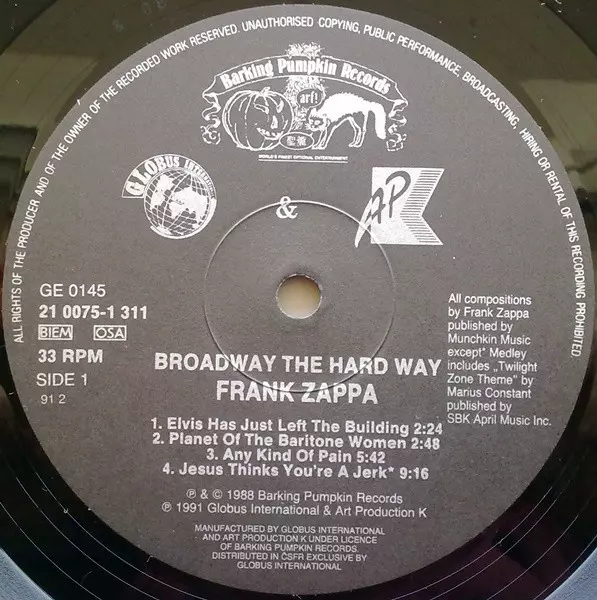 ALL RIGHTS OF THE PRODUCER AND OF THE OWNER OF THE RECORDED WORK RESERVED. UNAUTHORISED COPYING, PUBLIC PERFORMANCE, BROADCASTING, HIRING OR RENTAL OF THIS RECORDING PROHIBITED.
Barking Pumpkin Records
arf!
聖籠
WORLD'S FINEST OPTIONAL ENTERTAINMENT
GLOBUS INTERNATIONAL
&
AP K
GE 0145
21 0075-1 311
BIEM OSA
33 RPM
SIDE 1
91 2
All compositions
by Frank Zappa
published by
Munchkin Music
except* Medley
includes „Twilight
Zone Theme" by
Marius Constant
published by
SBK April Music Inc.
BROADWAY THE HARD WAY
FRANK ZAPPA
1. Elvis Has Just Left The Building 2:24
2. Planet Of The Baritone Women 2:48
3. Any Kind Of Pain 5:42
4. Jesus Thinks You're A Jerk* 9:16
℗ & © 1988 Barking Pumpkin Records
℗ 1991 Globus International & Art Production K
MANUFACTURED BY GLOBUS INTERNATIONAL
AND ART PRODUCTION K UNDER LICENCE
OF BARKING PUMPKIN RECORDS.
DISTRIBUTED IN ČSFR EXCLUSIVE BY
GLOBUS INTERNATIONAL